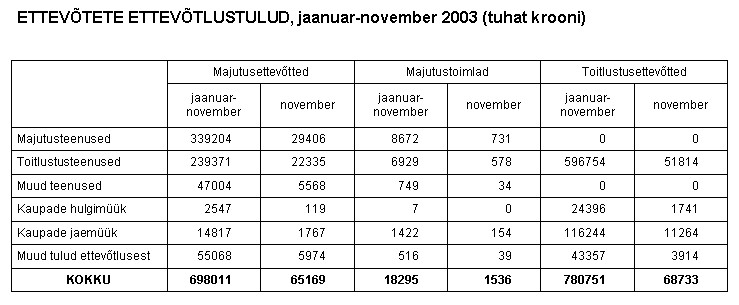 ETTEVÕTETE ETTEVÕTLUSTULUD, jaanuar-november 2003 (tuhat krooni)
Majutusettevõtted Majutustoimlad Toitlustusettevõtted
jaanuar-november november jaanuar-november november jaanuar-november november
Majutusteenused 339204 29406 8672 731 0 0
Toitlustusteenused 239371 22335 6929 578 596754 51814
Muud teenused 47004 5568 749 34 0 0
Kaupade hulgimüük 2547 119 7 0 24396 1741
Kaupade jaemüük 14817 1767 1422 154 116244 11264
Muud tulud ettevõtlusest 55068 5974 516 39 43357 3914
KOKKU 698011 65169 18295 1536 780751 68733